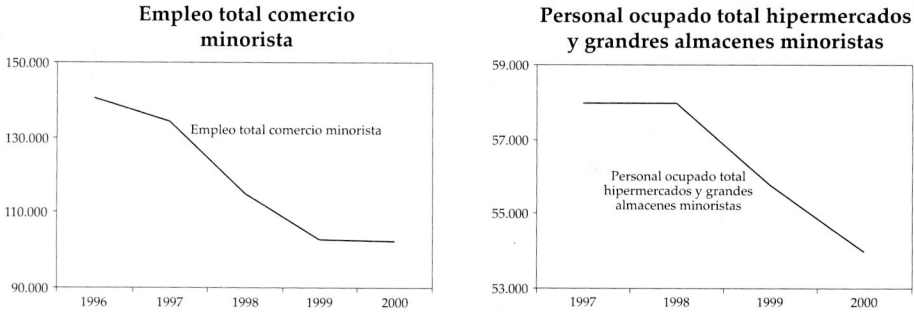 Empleo total comercio
minorista
150.000
130.000
110.000
90.000
Empleo total comercio minorista
1996 1997 1998 1999 2000
Personal ocupado total hipermercados
y grandres almacenes minoristas
59.000
57.000
55.000
53.000
Personal ocupado total
hipermercados y grandes
almacenes minoristas
1997 1998 1999 2000